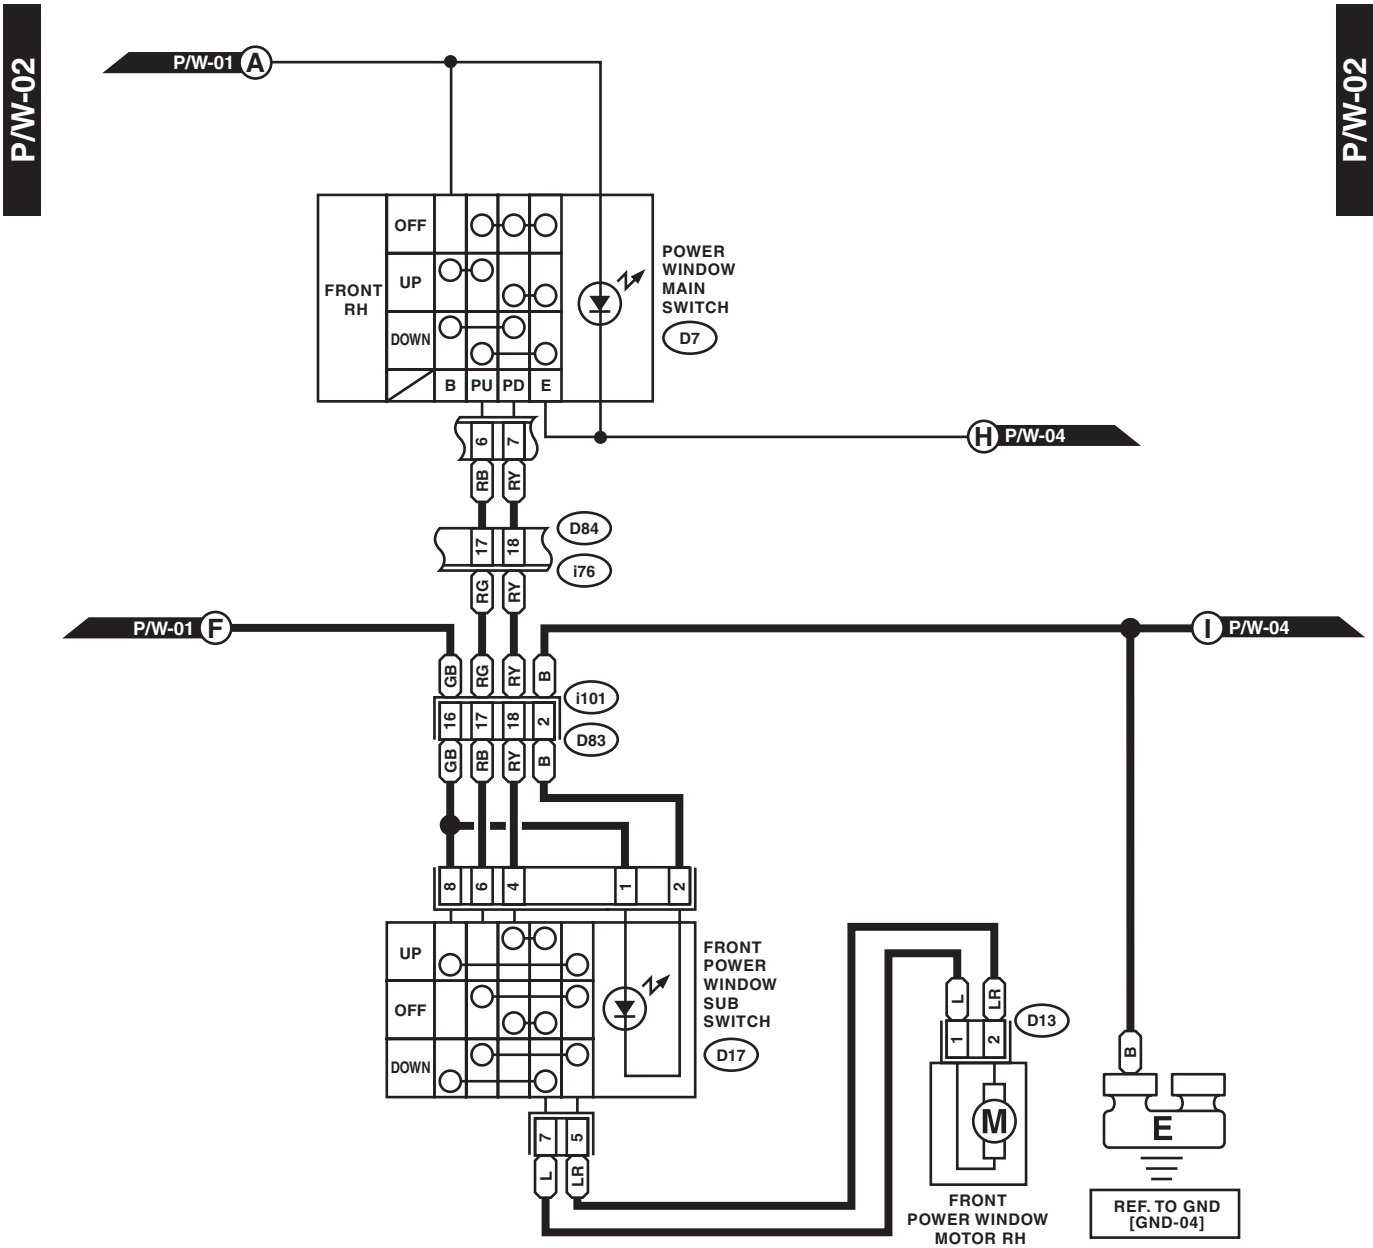 P/W-02
P/W-02
P/W-01 A
OFF
UP
DOWN
FRONT
RH
B PU PD E
POWER
WINDOW
MAIN
SWITCH
D7
6 7
H P/W-04
RB RY
D84
17 18
i76
RG RY
P/W-01 F
I P/W-04
GB RG RY B
i101
16 17 18 2
D83
GB RB RY B
8 6 4 1 2
UP
OFF
DOWN
FRONT
POWER
WINDOW
SUB
SWITCH
D17
7 5
L LR
L LR
D13
1 2
M
FRONT
POWER WINDOW
MOTOR RH
B
E
REF. TO GND
[GND-04]